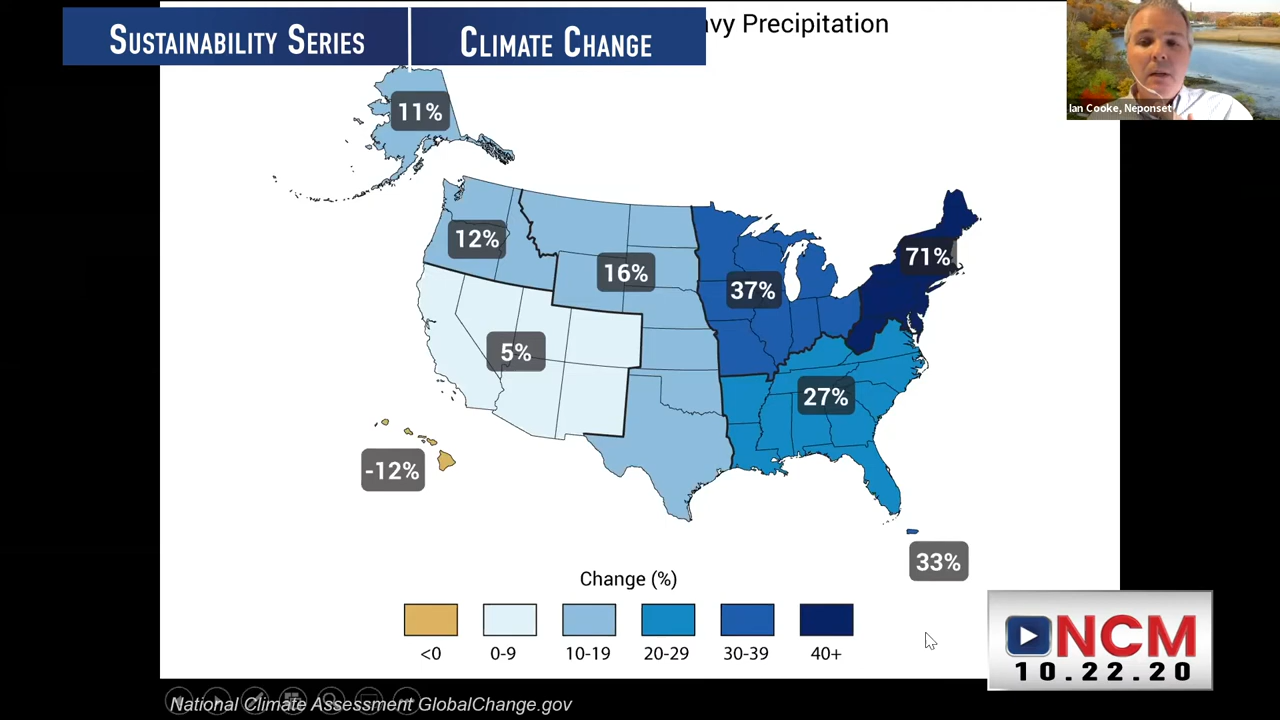 SUSTAINABILITY SERIES
CLIMATE CHANGE
avy Precipitation
Ian Cooke, Neponset
11%
12%
16%
37%
71%
5%
27%
-12%
33%
Change (%)
<0
0-9
10-19
20-29
30-39
40+
NCM
10.22.20
National Climate Assessment GlobalChange.gov